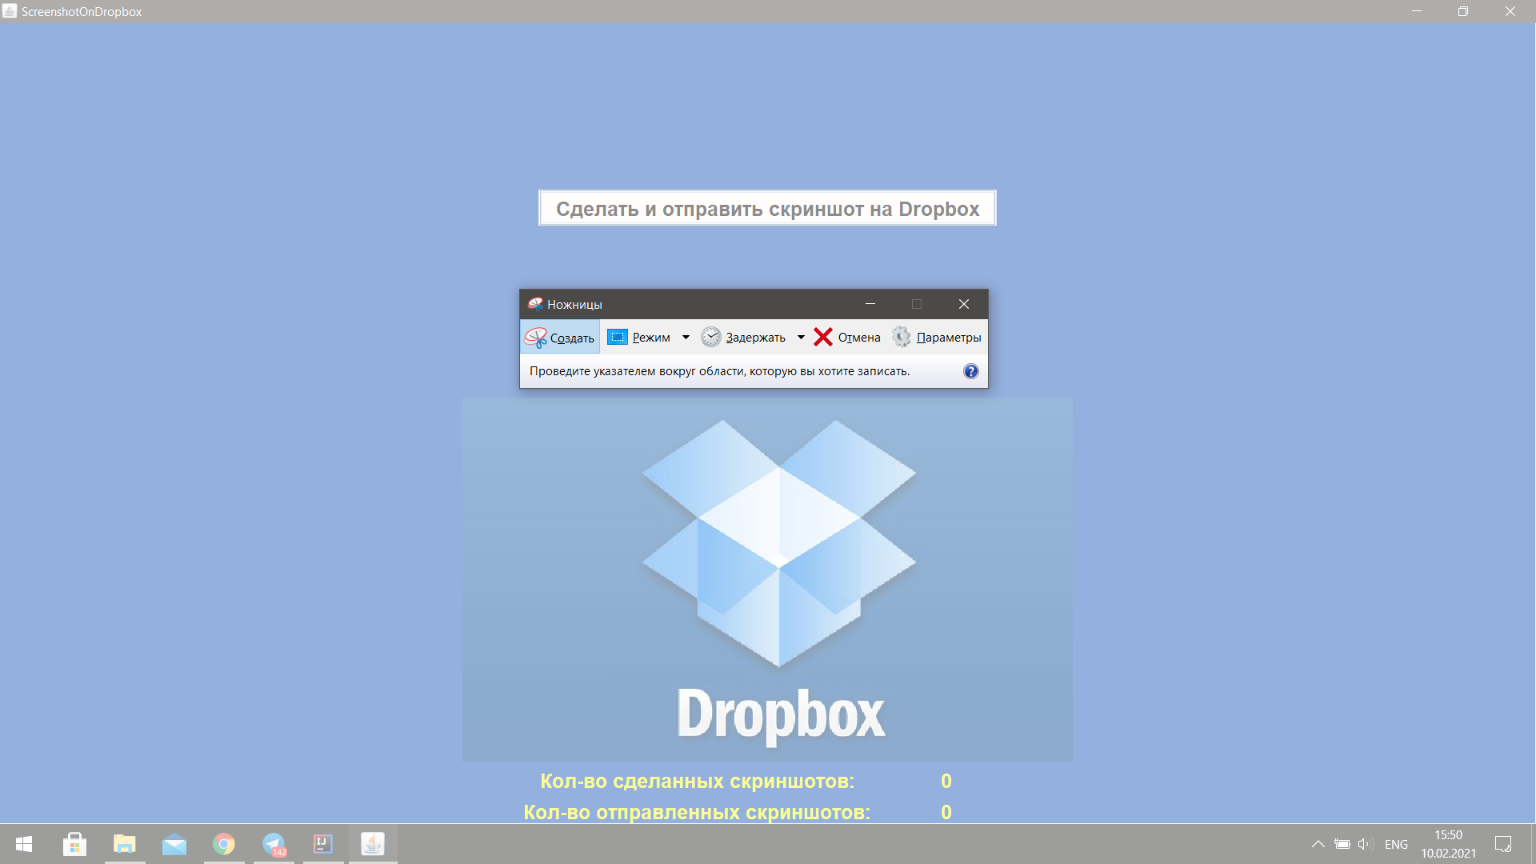 ScreenshotOnDropbox
Сделать и отправить скриншот на Dropbox
Ножницы
Создать Режим Задержать Отмена Параметры
Проведите указателем вокруг области, которую вы хотите записать.
?
Dropbox
Кол-во сделанных скриншотов: 0
Кол-во отправленных скриншотов: 0
142
IJ
ENG
15:50
10.02.2021